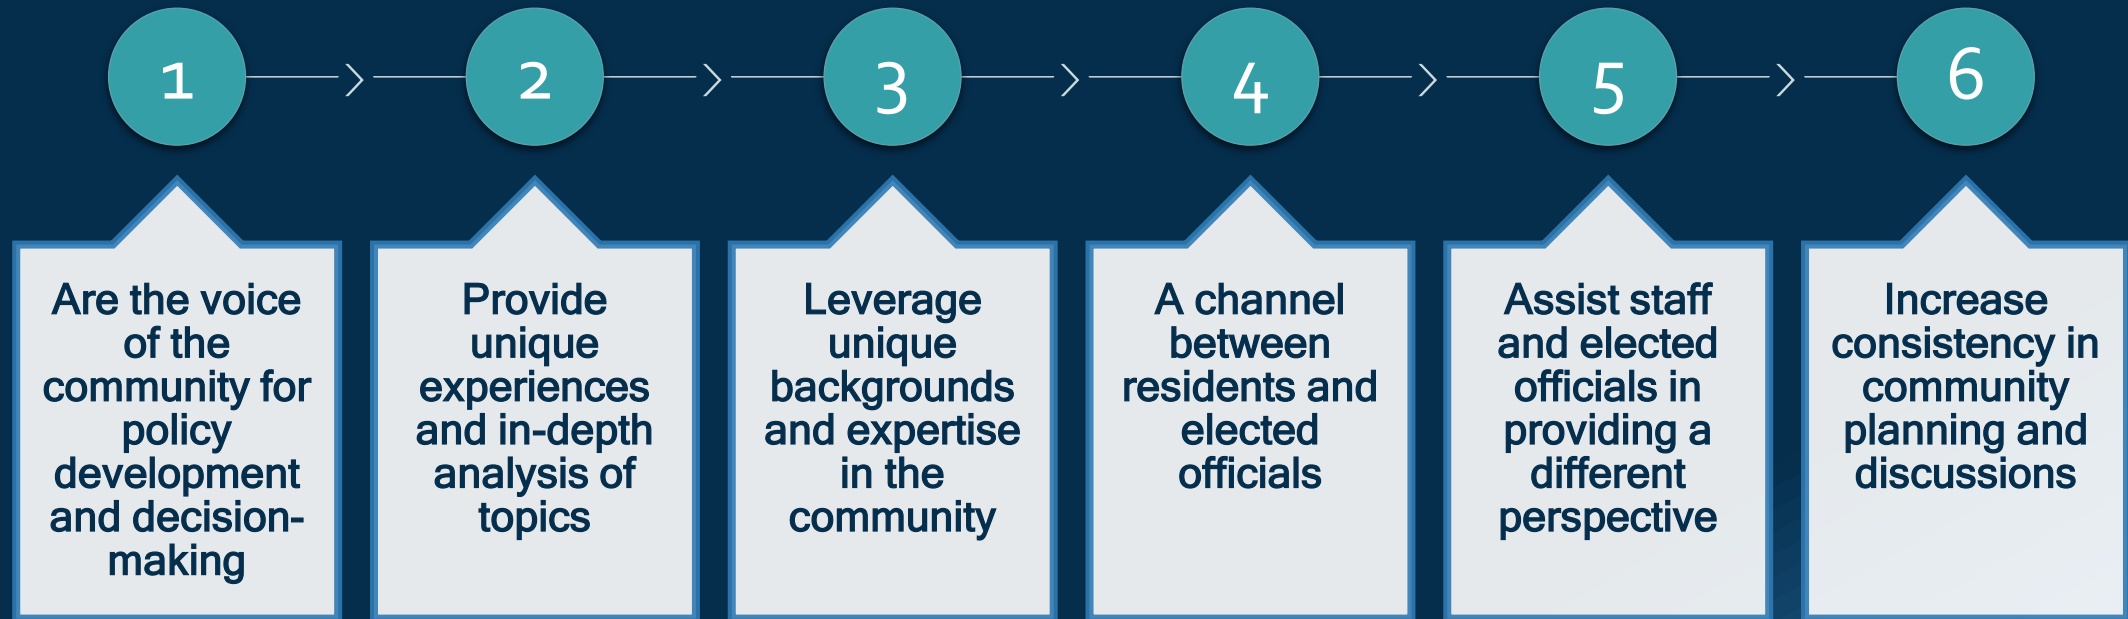 1
2
3
4
5
6
Are the voice
of the
community for
policy
development
and decision-
making
Provide
unique
experiences
and in-depth
analysis of
topics
Leverage
unique
backgrounds
and expertise
in the
community
A channel
between
residents and
elected
officials
Assist staff
and elected
officials in
providing a
different
perspective
Increase
consistency in
community
planning and
discussions